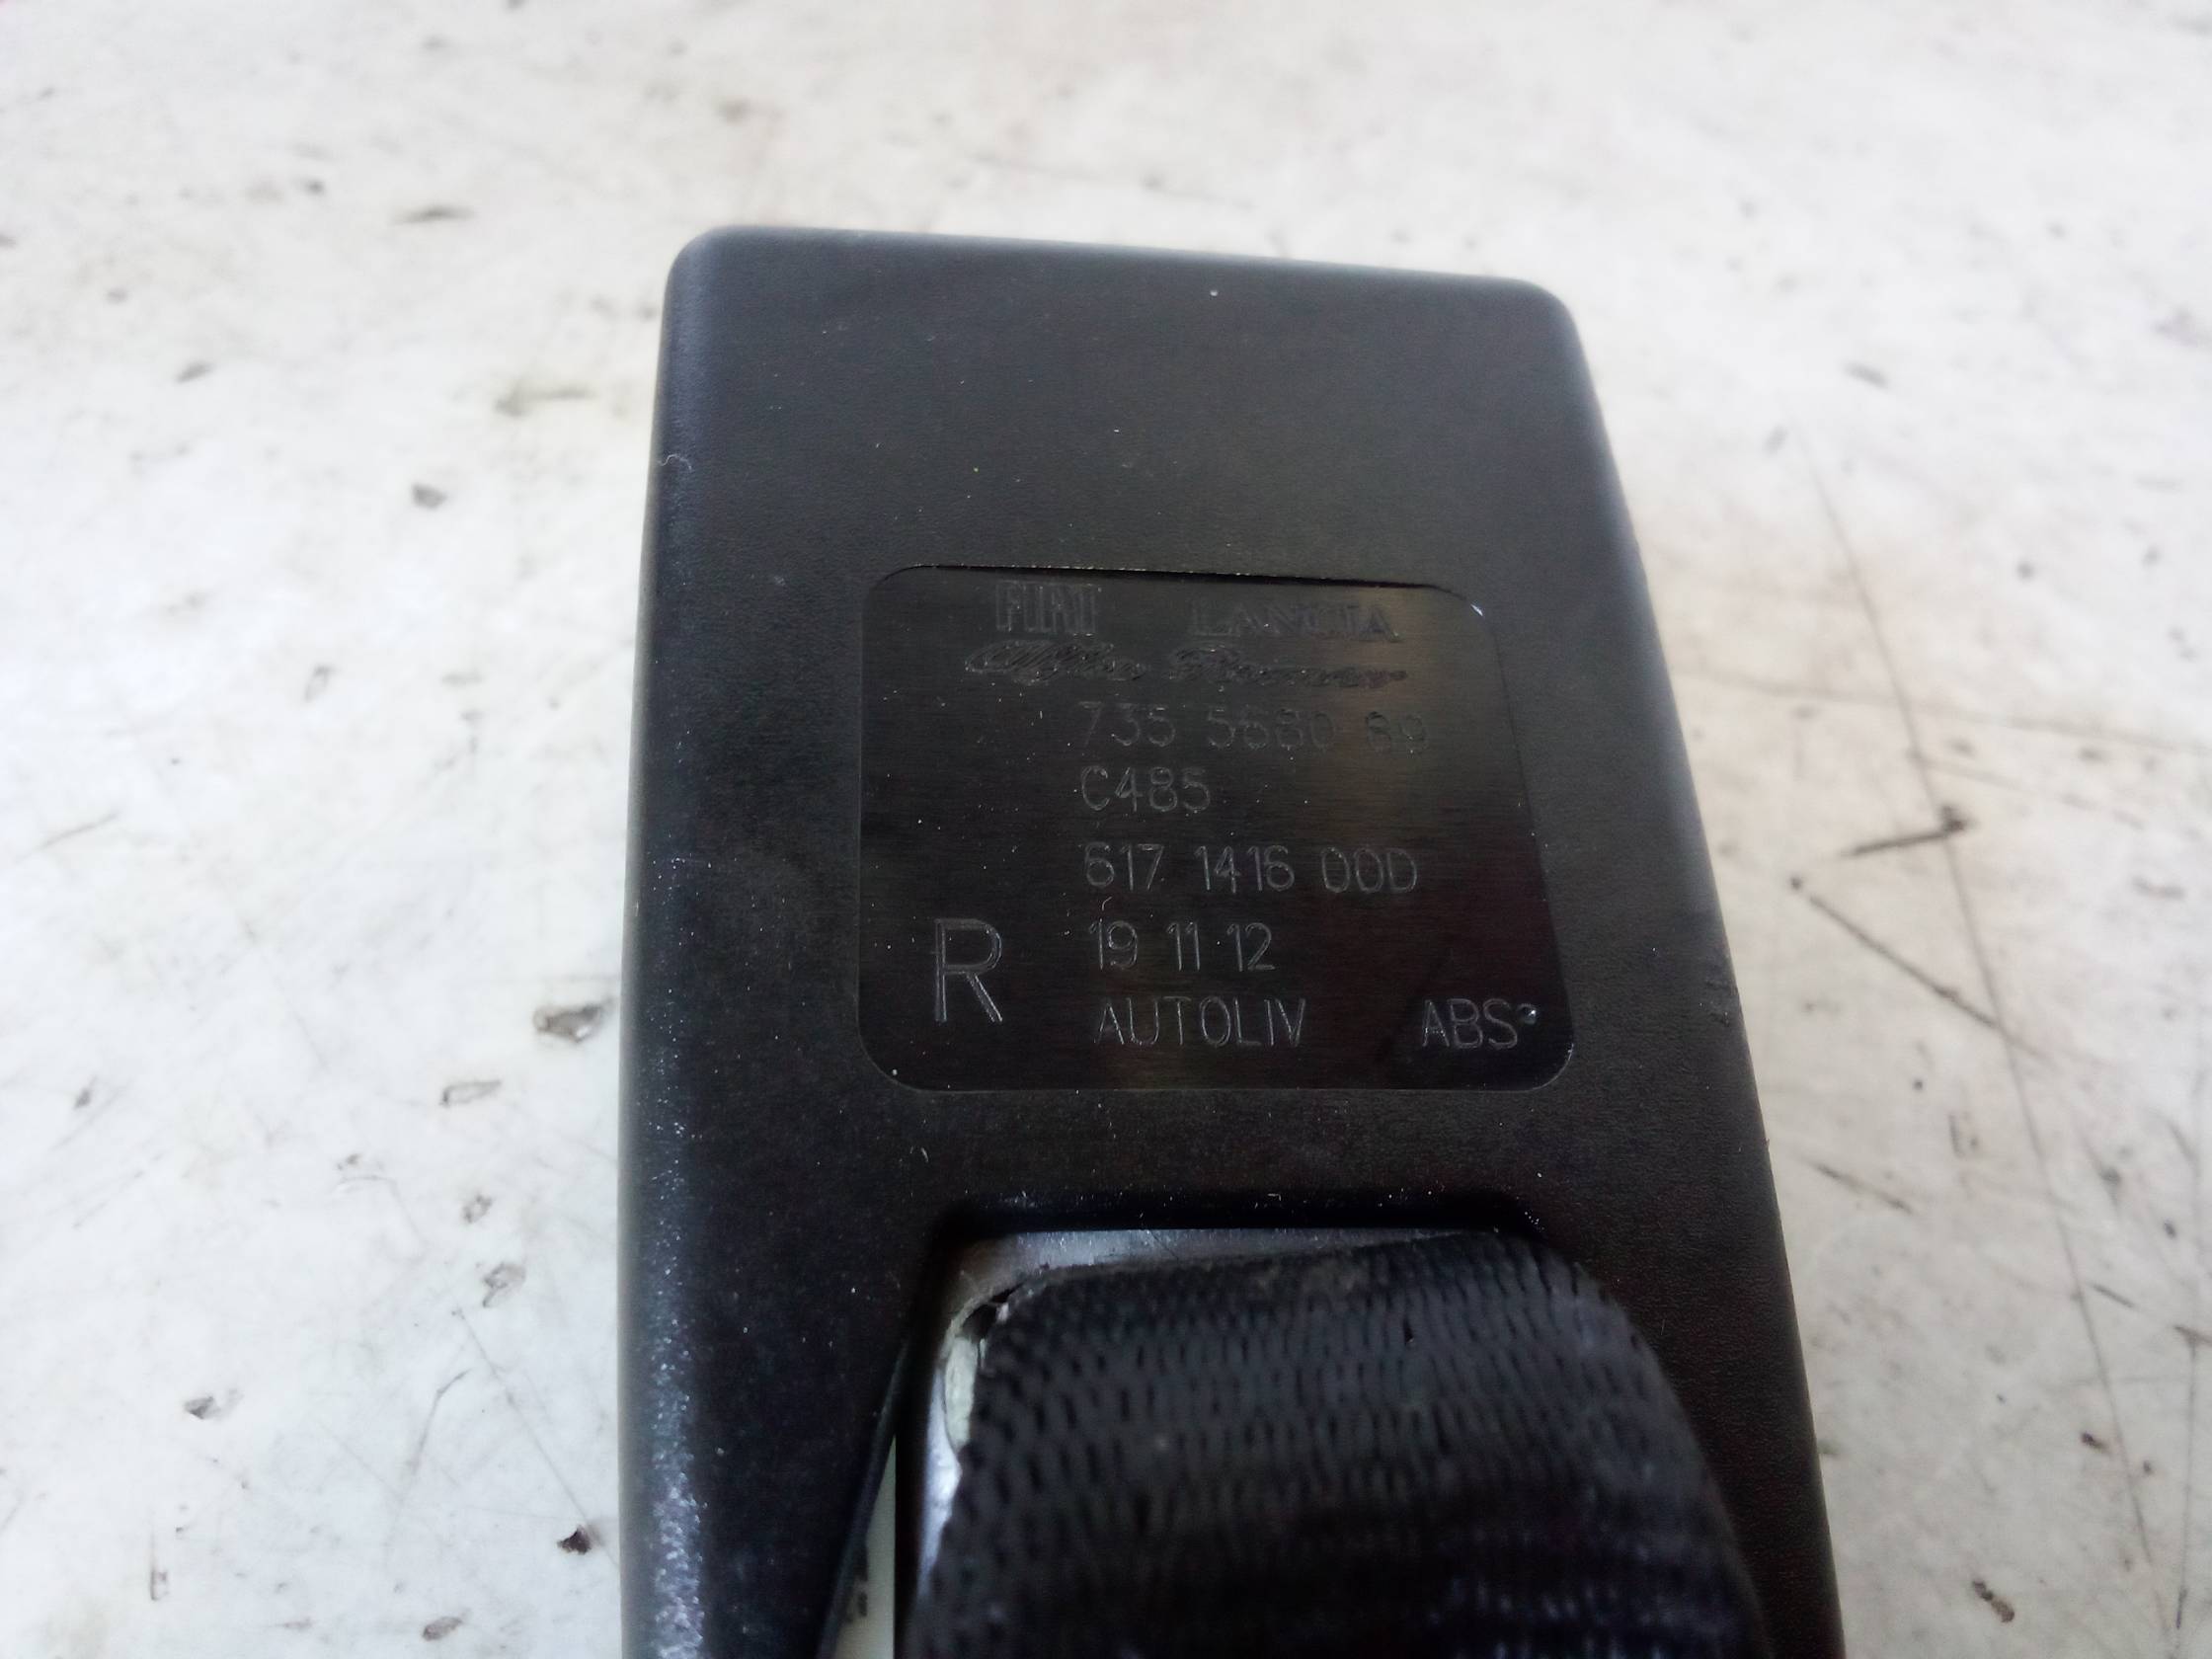 FIAT LANCIA
Alfa Romeo
735 5680 89
C485
617 1416 00D
R 19 11 12
AUTOLIV ABS